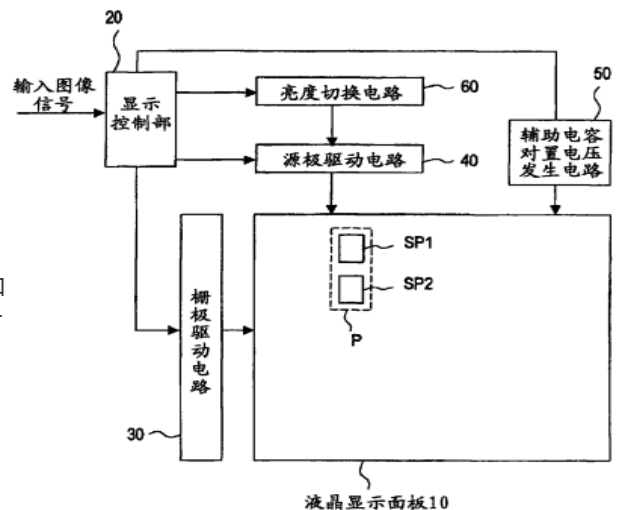 20
输入图像
信号
显示
控制部
亮度切换电路
60
50
源极驱动电路
40
辅助电容
对置电压
发生电路
SP1
SP2
P
栅极驱动电路
30
液晶显示面板10